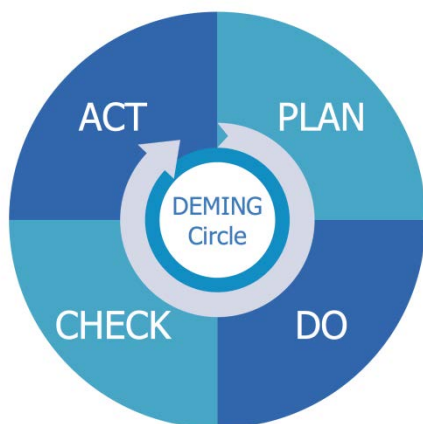 ACT
PLAN
DEMING
Circle
CHECK
DO